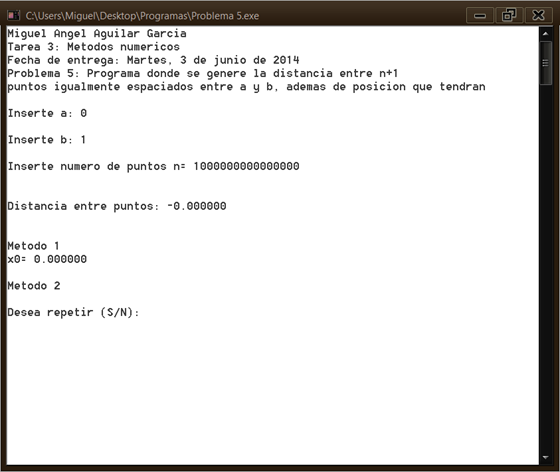 C:\Users\Miguel\Desktop\Programas\Problema 5.exe
Miguel Angel Aguilar Garcia
Tarea 3: Metodos numericos
Fecha de entrega: Martes, 3 de junio de 2014
Problema 5: Programa donde se genere la distancia entre n+1
puntos igualmente espaciados entre a y b, ademas de posicion que tendran
Inserte a: 0
Inserte b: 1
Inserte numero de puntos n= 1000000000000000
Distancia entre puntos: -0.000000
Metodo 1
x0= 0.000000
Metodo 2
Desea repetir (S/N):